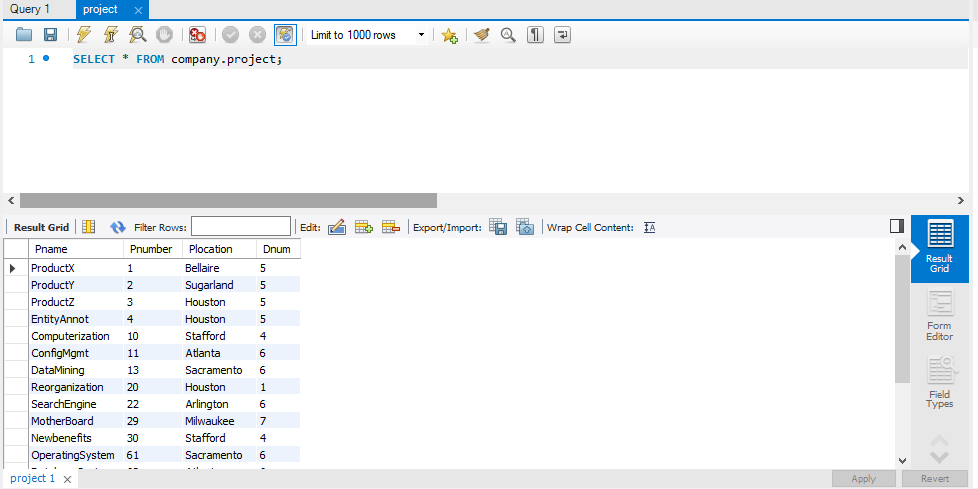 Query 1 project ×
Limit to 1000 rows
1 SELECT * FROM company.project;
Result Grid Filter Rows: Edit: Export/Import: Wrap Cell Content:
Pname Pnumber Plocation Dnum
ProductX 1 Bellaire 5
ProductY 2 Sugarland 5
ProductZ 3 Houston 5
EntityAnnot 4 Houston 5
Computerization 10 Stafford 4
ConfigMgmt 11 Atlanta 6
DataMining 13 Sacramento 6
Reorganization 20 Houston 1
SearchEngine 22 Arlington 6
MotherBoard 29 Milwaukee 7
Newbenefits 30 Stafford 4
OperatingSystem 61 Sacramento 6
Result
Grid
Form
Editor
Field
Types
project 1 × Apply Revert